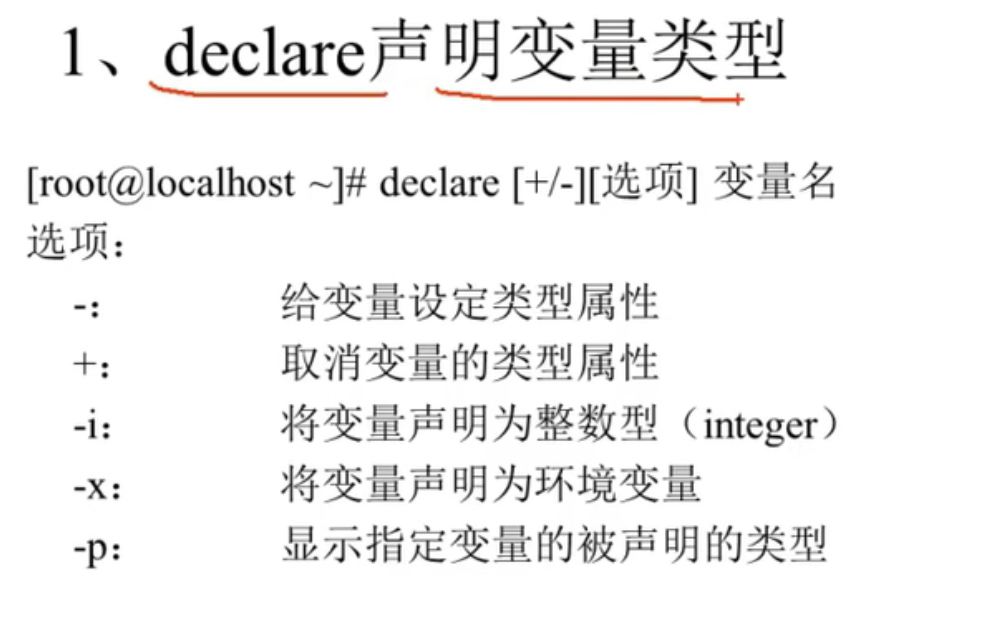 1、declare声明变量类型
[root@localhost ~]# declare [+/-][选项] 变量名
选项：
-： 给变量设定类型属性
+： 取消变量的类型属性
-i： 将变量声明为整数型（integer）
-x： 将变量声明为环境变量
-p： 显示指定变量的被声明的类型